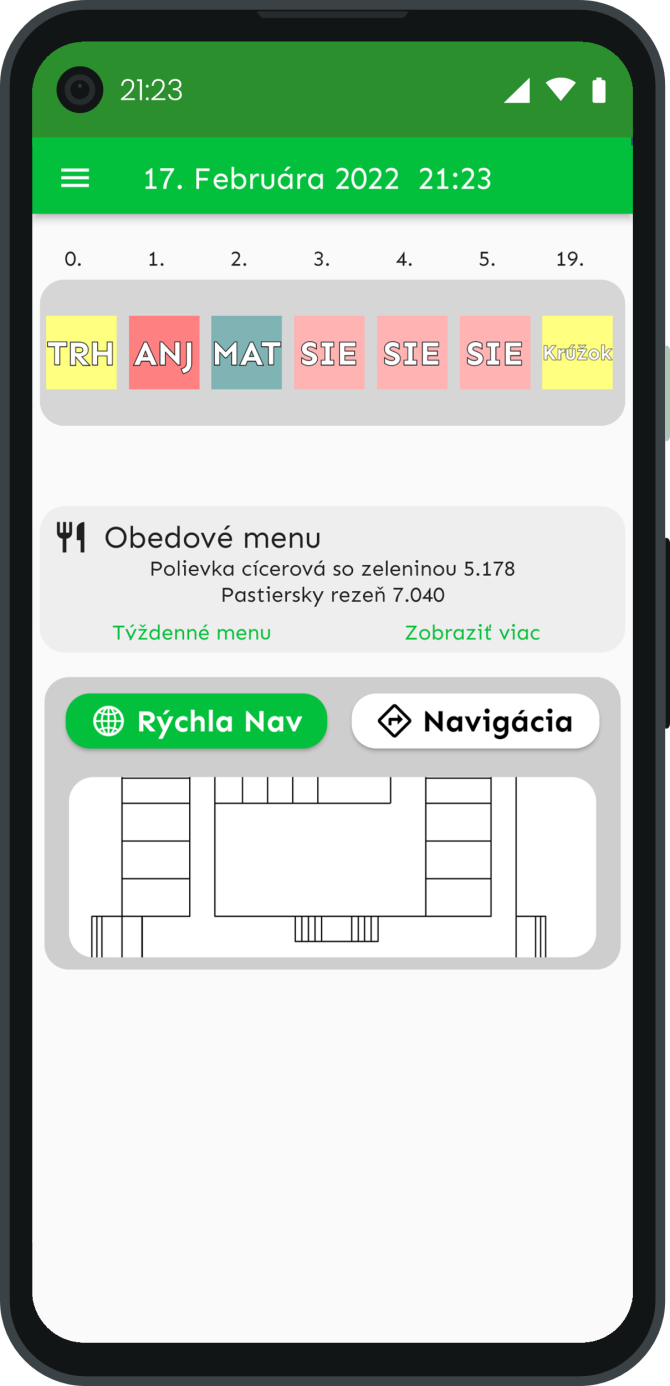 21:23
17. Februára 2022 21:23
0. 1. 2. 3. 4. 5. 19.
TRH ANJ MAT SIE SIE SIE Krúžok
Obedové menu
Polievka cícerová so zeleninou 5.178
Pastiersky rezeň 7.040
Týždenné menu Zobraziť viac
Rýchla Nav Navigácia